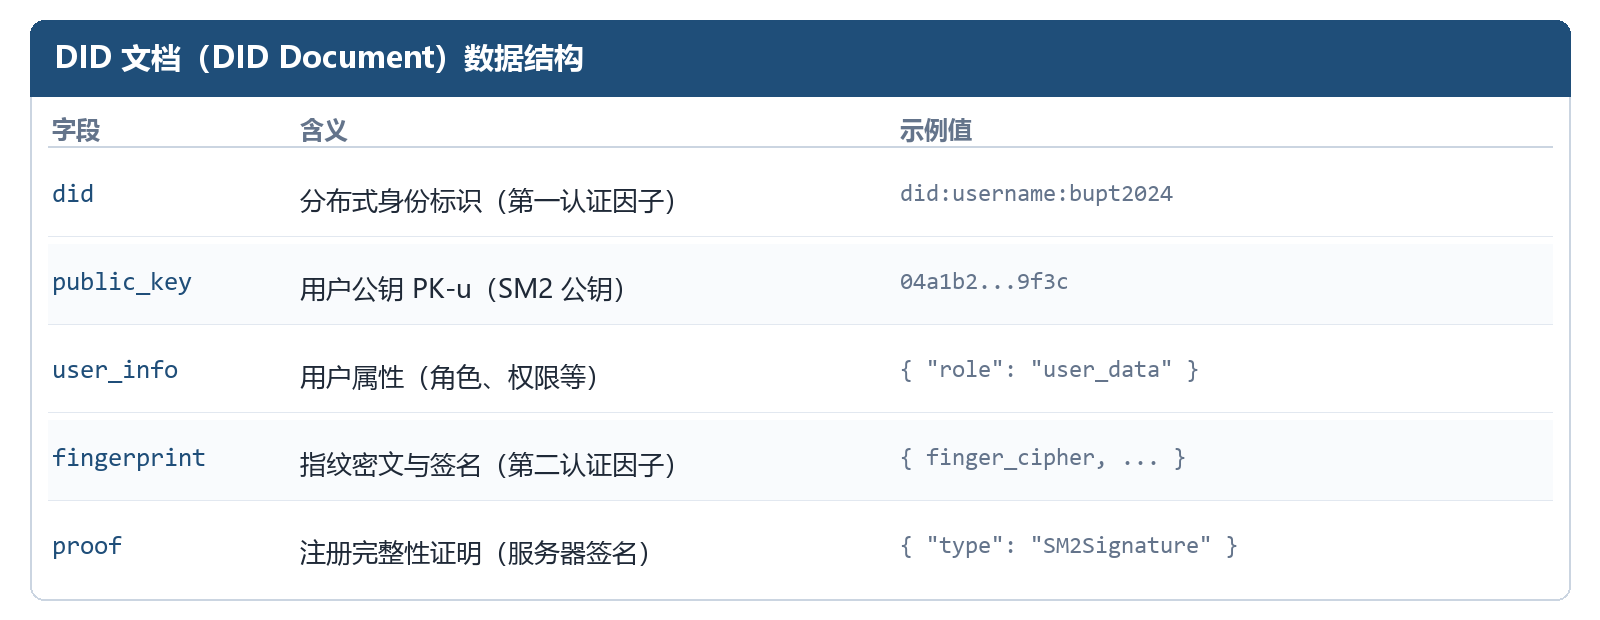 DID 文档（DID Document）数据结构
字段 含义 示例值
did 分布式身份标识（第一认证因子） did:username:bupt2024
public_key 用户公钥 PK-u（SM2 公钥） 04a1b2...9f3c
user_info 用户属性（角色、权限等） { "role": "user_data" }
fingerprint 指纹密文与签名（第二认证因子） { finger_cipher, ... }
proof 注册完整性证明（服务器签名） { "type": "SM2Signature" }